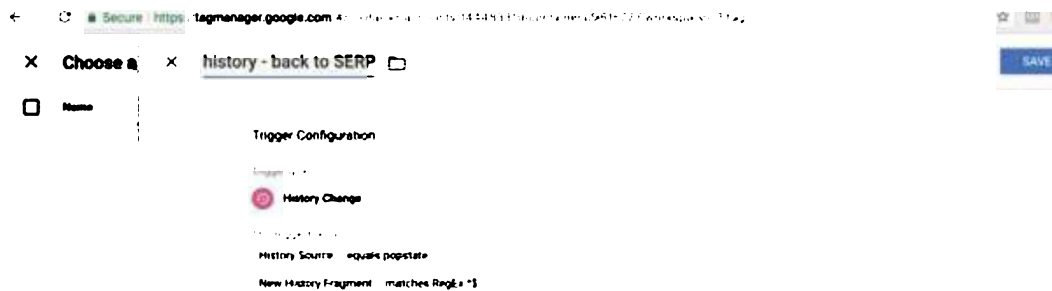 Secure https: tagmanager.google.com
Choose a history - back to SERP SAVE
Name
Trigger Configuration
History Change
History Source equals popstate
New History Fragment matches RegEx ^$